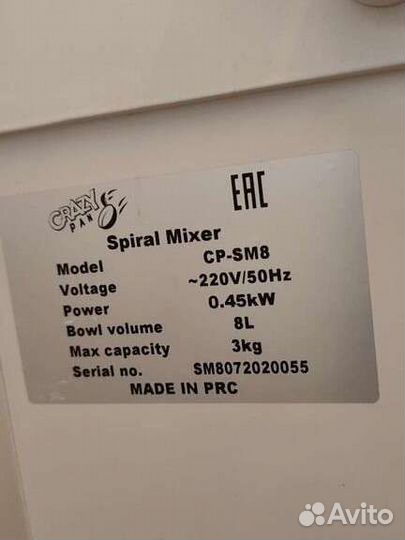 CRAZY
PAN
EAC
Spiral Mixer
Model CP-SM8
Voltage ~220V/50Hz
Power 0.45kW
Bowl volume 8L
Max capacity 3kg
Serial no. SM8072020055
MADE IN PRC
Avito